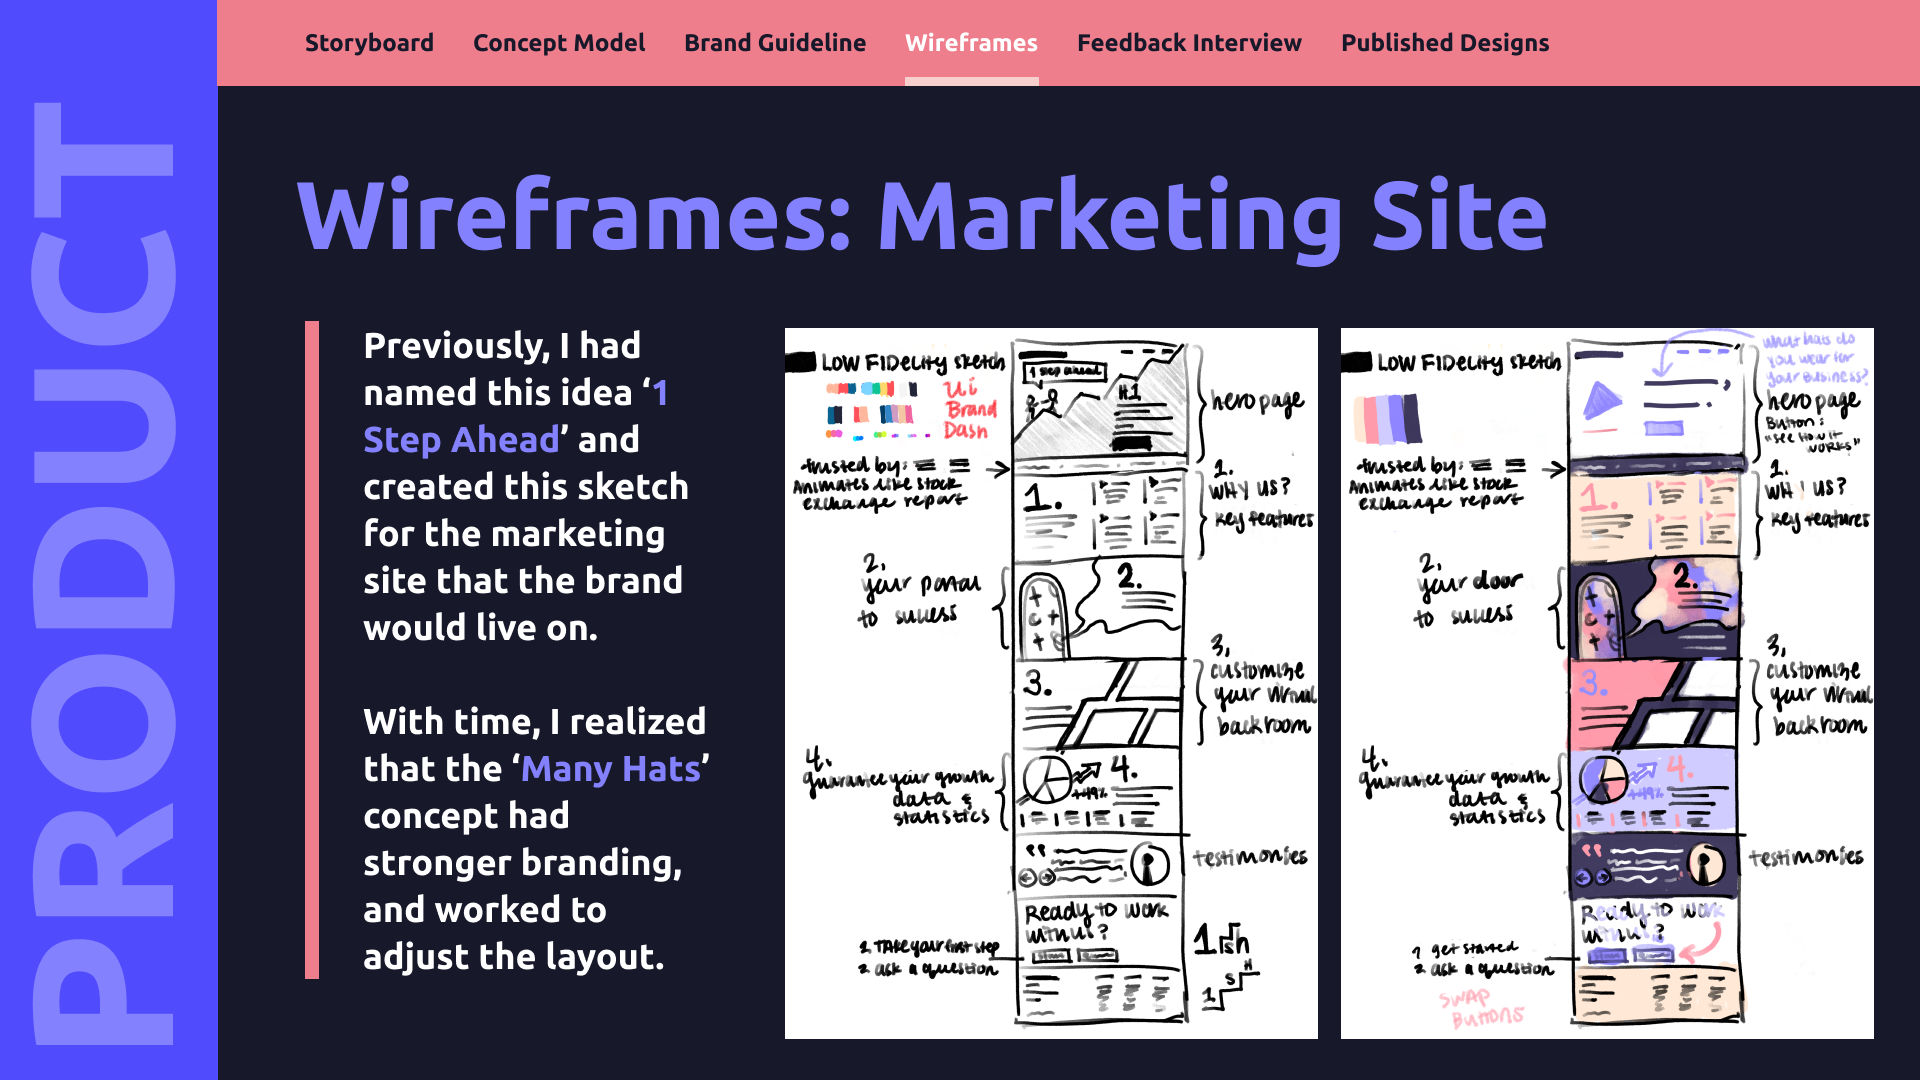 PRODUCT
Storyboard Concept Model Brand Guideline Wireframes Feedback Interview Published Designs
Wireframes: Marketing Site
Previously, I had
named this idea ‘1
Step Ahead’ and
created this sketch
for the marketing
site that the brand
would live on.
With time, I realized
that the ‘Many Hats’
concept had
stronger branding,
and worked to
adjust the layout.
LOW FIDELITY SKETCH
Ui
Brand
Dash
1 step ahead
H1
hero page
trusted by:
Animates like stock
exchange report
1.
1.
WHY US?
key features
2.
your portal
to success
2.
3.
customize
your virtual
backroom
3.
4.
guarantee your growth
data &
statistics
4.
+49%
testimonies
Ready to work
minus?
1. TAKE your first step
2. ask a question
1
S
H
LOW FIDELITY SKETCH
what hats do
you wear for
your business?
hero page
Button:
"see how it
works"
trusted by:
Animates like stock
exchange report
1.
1.
WHY US?
key features
2.
your door
to success
2.
3.
customize
your virtual
backroom
3.
4.
guarantee your growth
data &
statistics
4.
+49%
testimonies
Ready to work
minus?
1. get started
2. ask a question
SWAP
Buttons